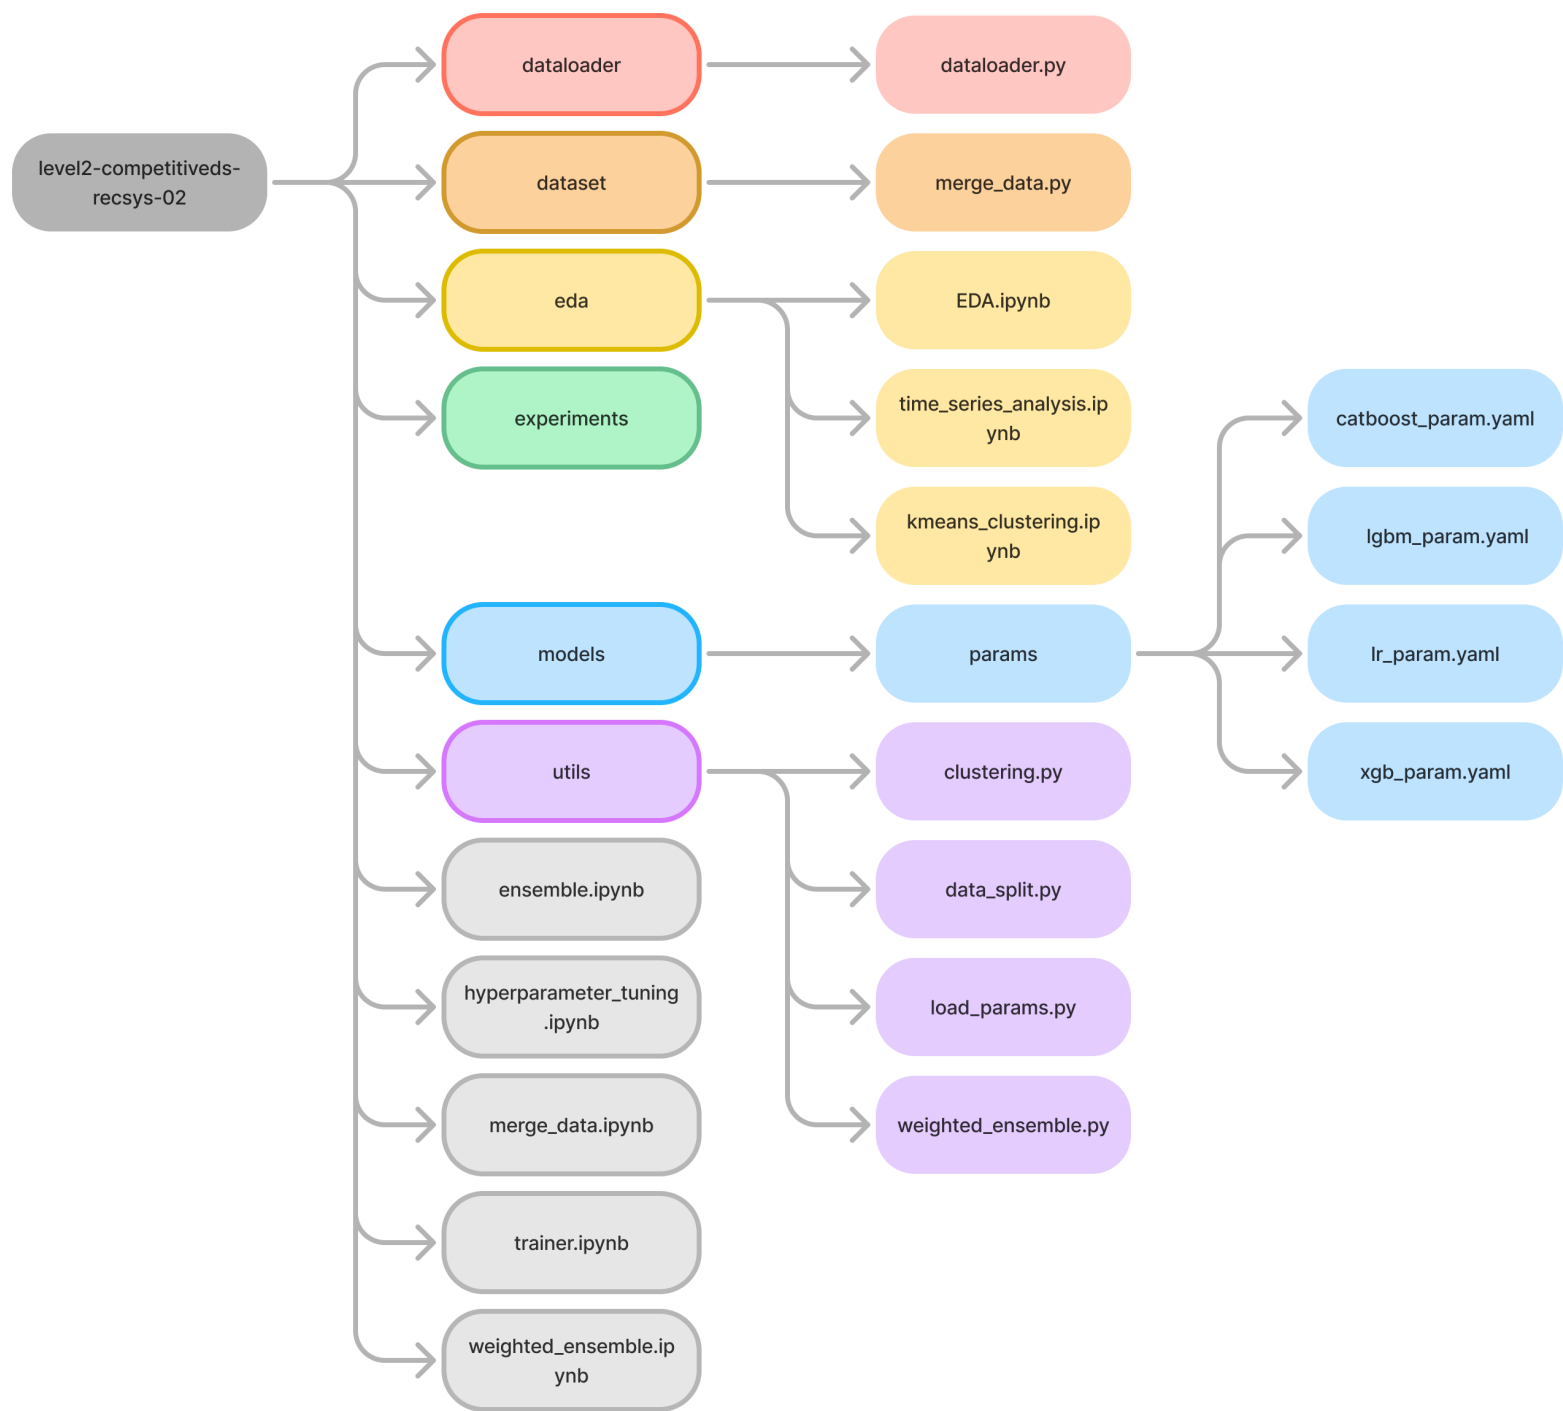 level2-competitiveds-
recsys-02
dataloader
dataloader.py
dataset
merge_data.py
eda
EDA.ipynb
time_series_analysis.ip
ynb
kmeans_clustering.ip
ynb
experiments
models
params
catboost_param.yaml
lgbm_param.yaml
lr_param.yaml
xgb_param.yaml
utils
clustering.py
data_split.py
load_params.py
weighted_ensemble.py
ensemble.ipynb
hyperparameter_tuning
.ipynb
merge_data.ipynb
trainer.ipynb
weighted_ensemble.ip
ynb